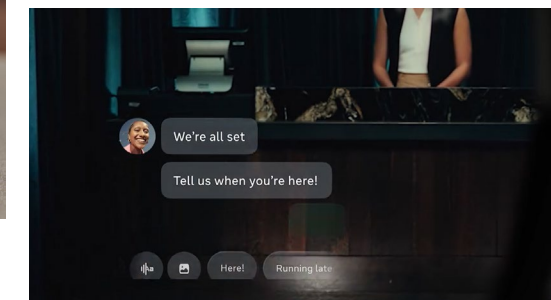 We're all set
Tell us when you're here!
Here!
Running late